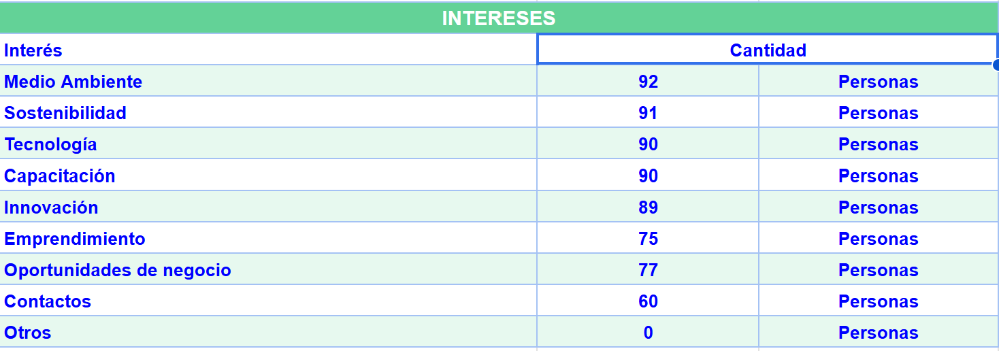 INTERESES
Interés Cantidad
Medio Ambiente 92 Personas
Sostenibilidad 91 Personas
Tecnología 90 Personas
Capacitación 90 Personas
Innovación 89 Personas
Emprendimiento 75 Personas
Oportunidades de negocio 77 Personas
Contactos 60 Personas
Otros 0 Personas